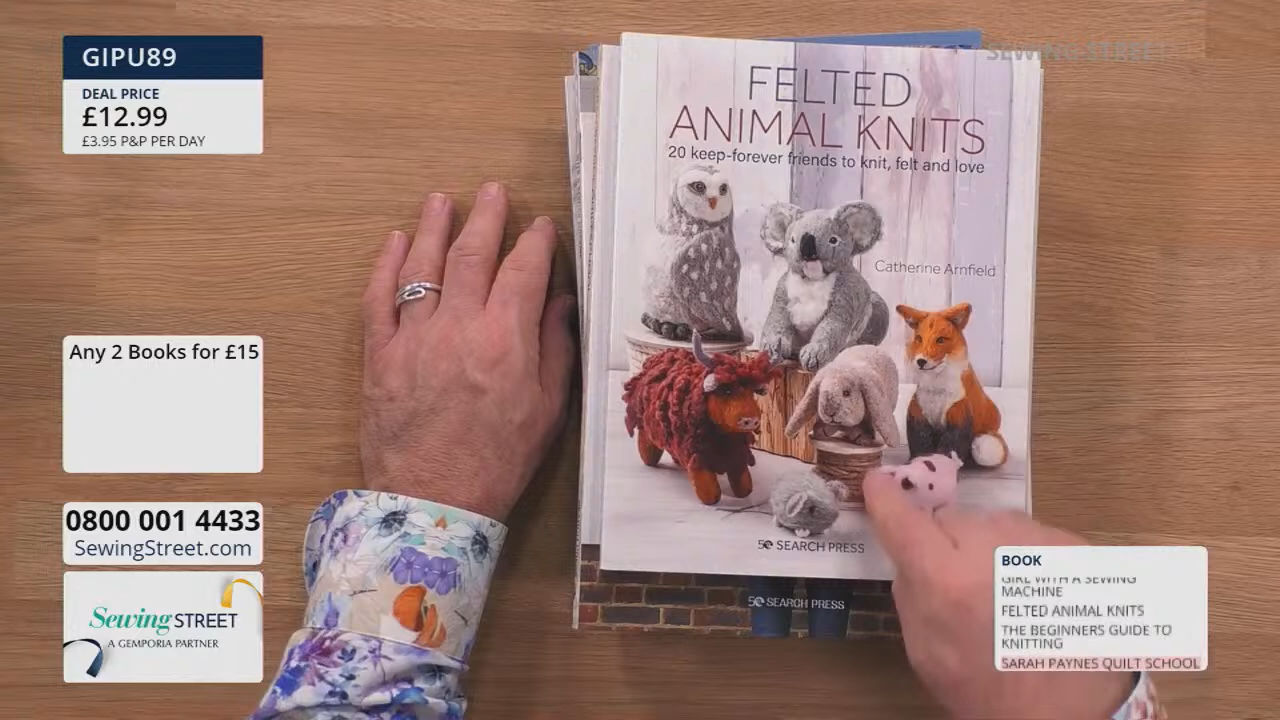 GIPU89
DEAL PRICE
£12.99
£3.95 P&P PER DAY
Any 2 Books for £15
0800 001 4433
SewingStreet.com
Sewing STREET
A GEMPORIA PARTNER
SEWING STREET
FELTED
ANIMAL KNITS
20 keep-forever friends to knit, felt and love
Catherine Arnfield
SEARCH PRESS
SEARCH PRESS
BOOK
GIRL WITH A SEWING
MACHINE
FELTED ANIMAL KNITS
THE BEGINNERS GUIDE TO
KNITTING
SARAH PAYNES QUILT SCHOOL